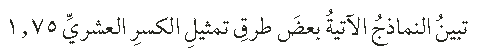 تبينُ النماذجُ الآتيةُ بعضَ طرقِ تمثيلِ الكسرِ العشريِّ ١,٧٥